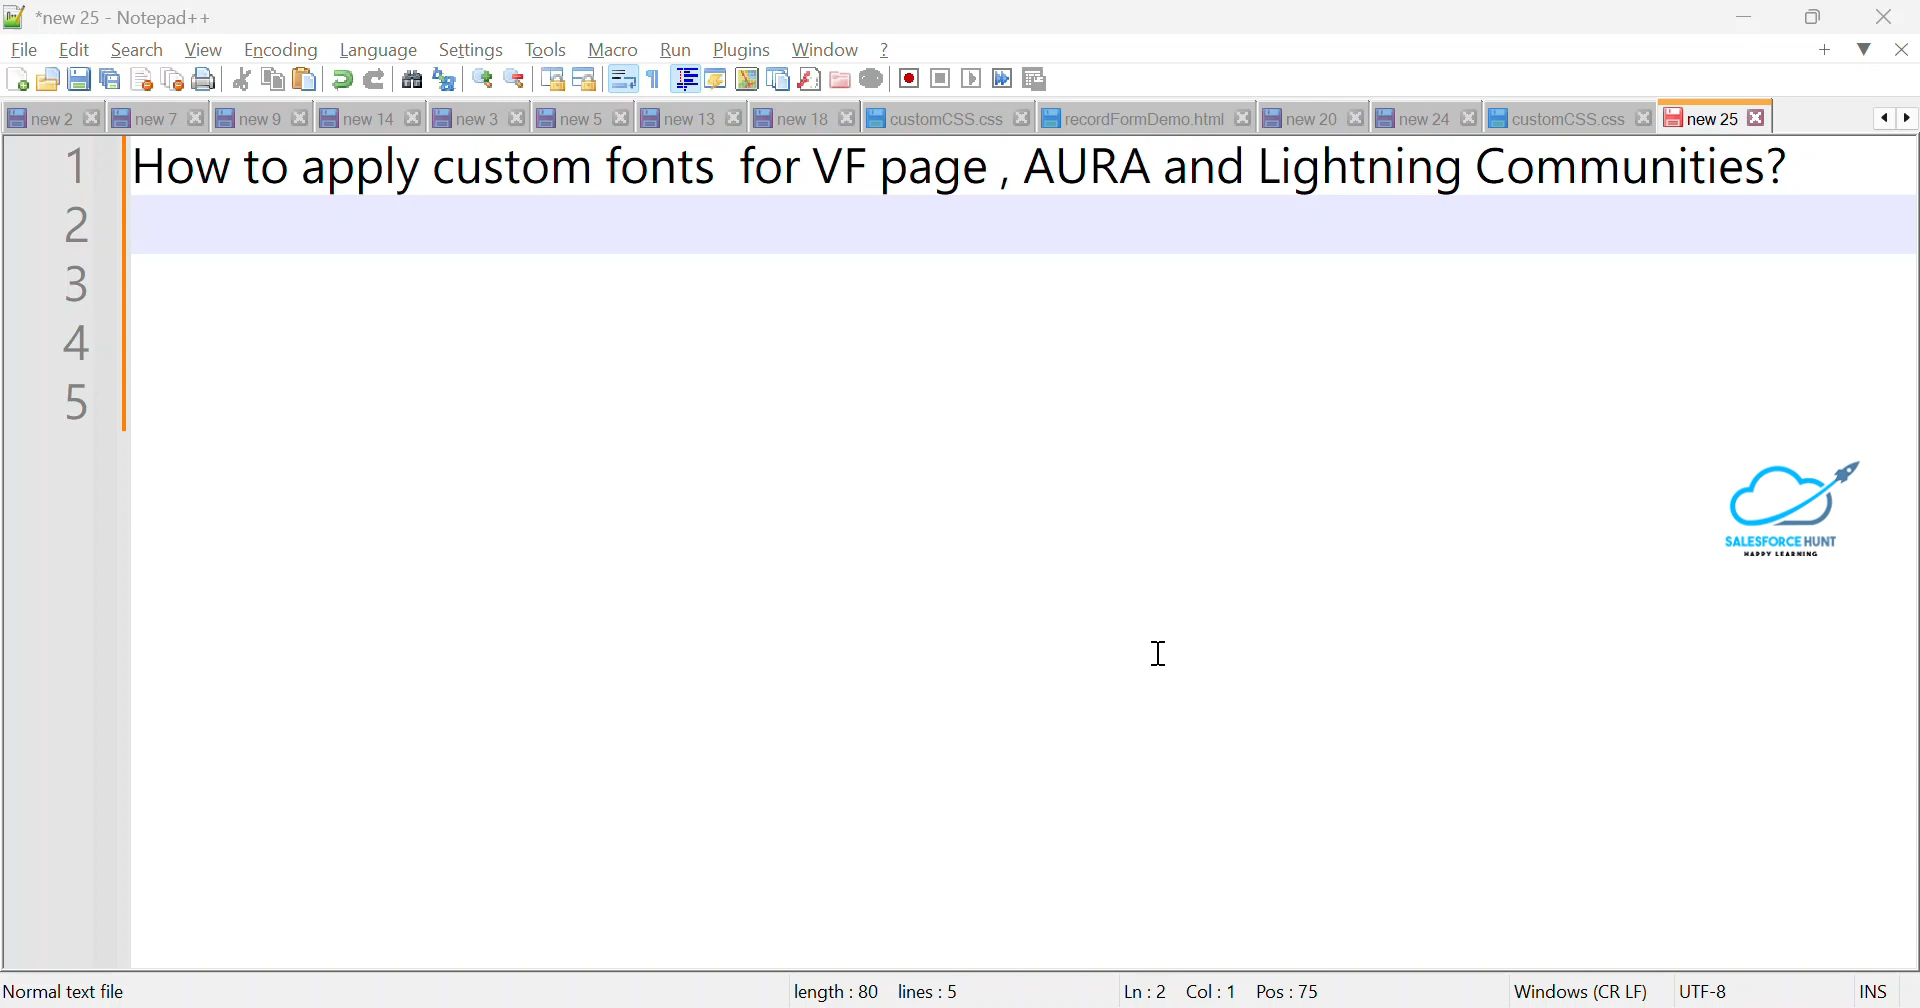 *new 25 - Notepad++
File Edit Search View Encoding Language Settings Tools Macro Run Plugins Window ?
new 2 new 7 new 9 new 14 new 3 new 5 new 13 new 18 customCSS.css recordFormDemo.html new 20 new 24 customCSS.css new 25
1 How to apply custom fonts  for VF page , AURA and Lightning Communities?
2
3
4
5
SALESFORCE HUNT
HAPPY LEARNING
Normal text file length : 80 lines : 5 Ln : 2 Col : 1 Pos : 75 Windows (CR LF) UTF-8 INS